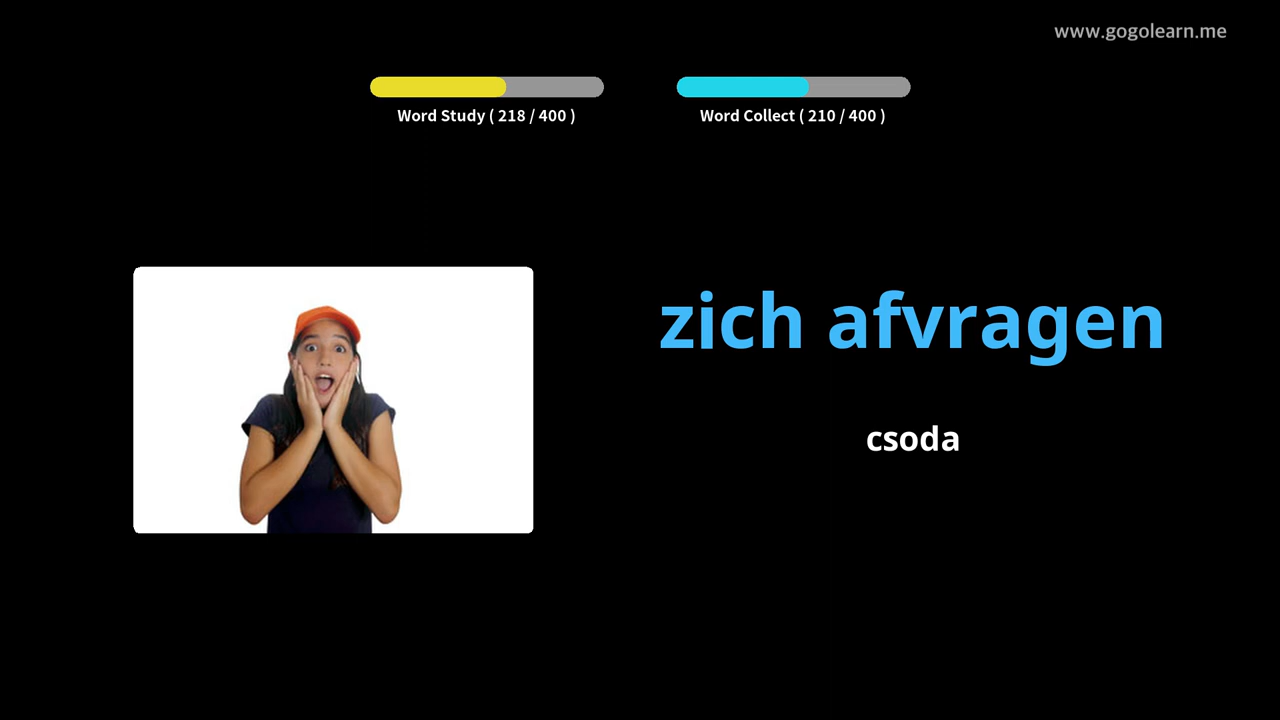 www.gogolearn.me
Word Study ( 218 / 400 )
Word Collect ( 210 / 400 )
zich afvragen
csoda